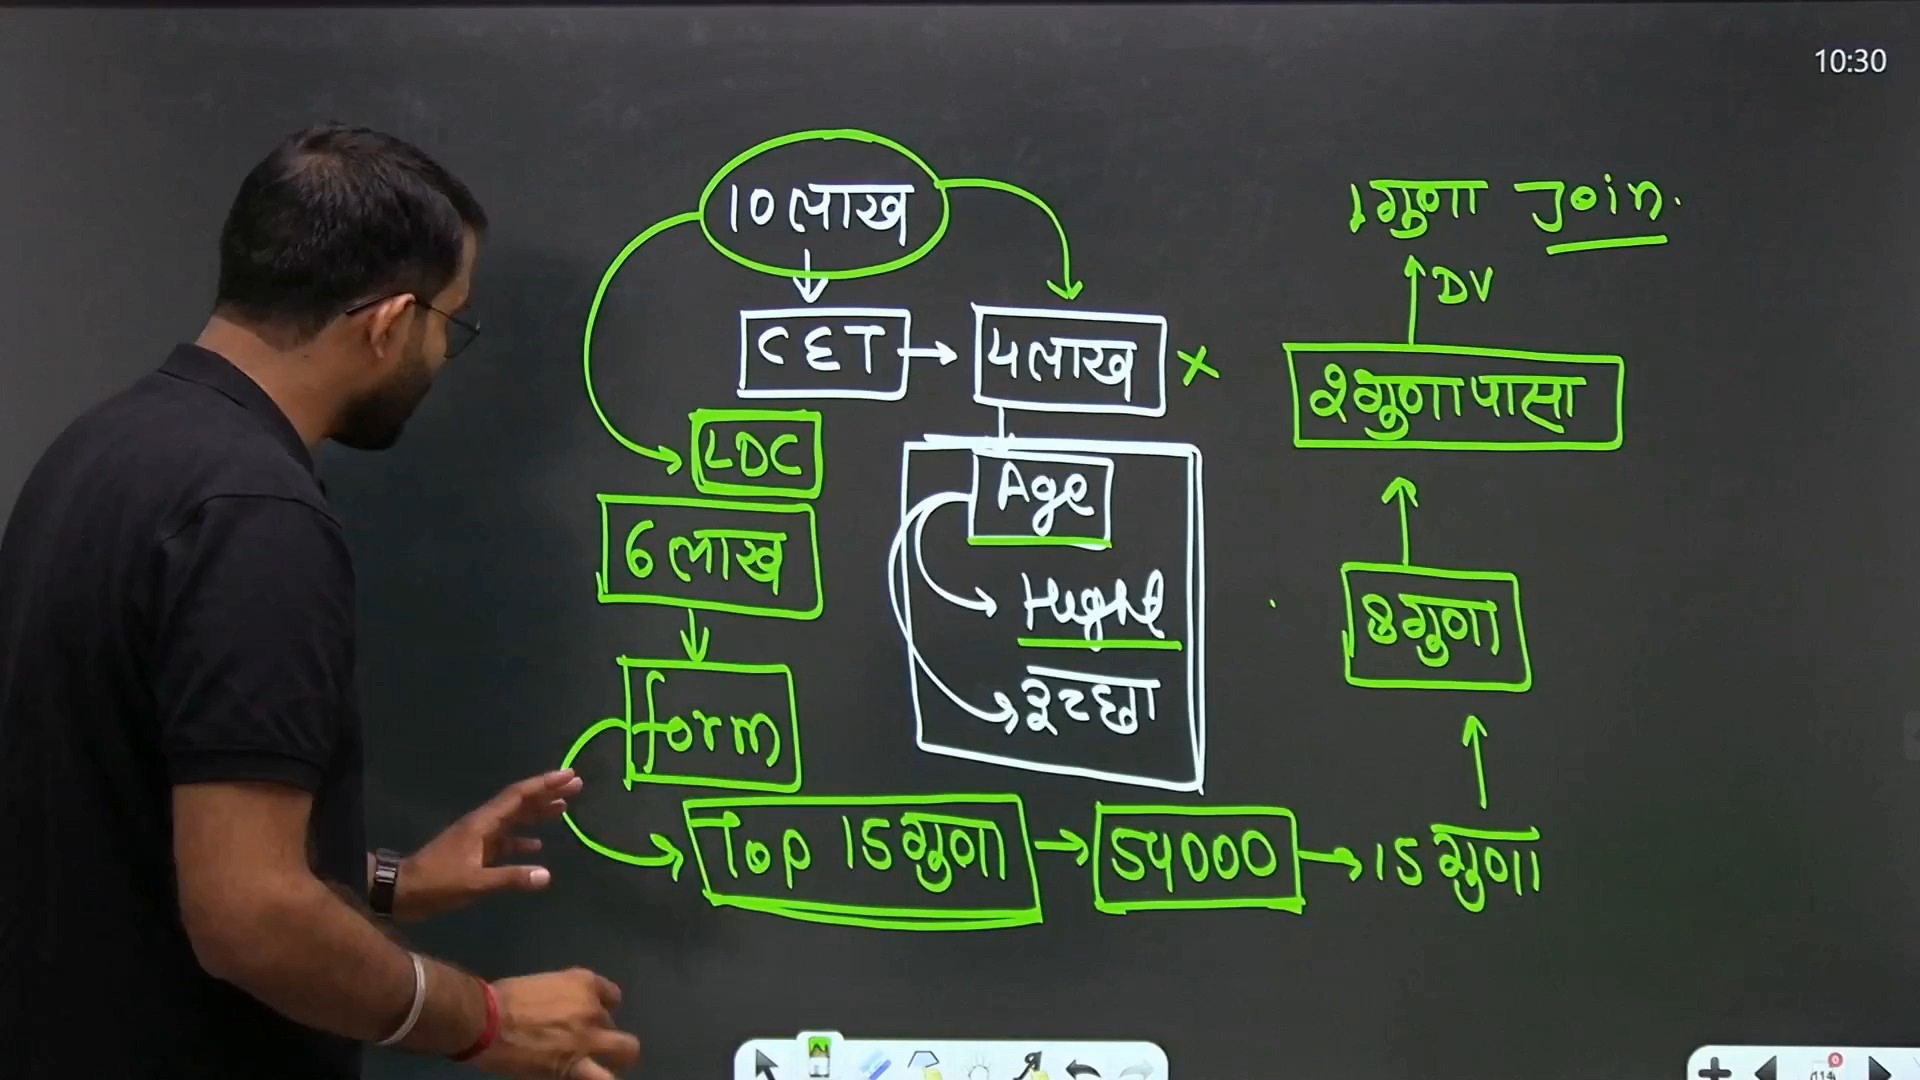 10:30
10 लाख
CET
4 लाख
×
LDC
6 लाख
form
Age
Hight
इच्छा
Top 15 गुणा
54000
15 गुणा
8 गुणा
2 गुणा पासा
DV
1 गुणा Join.